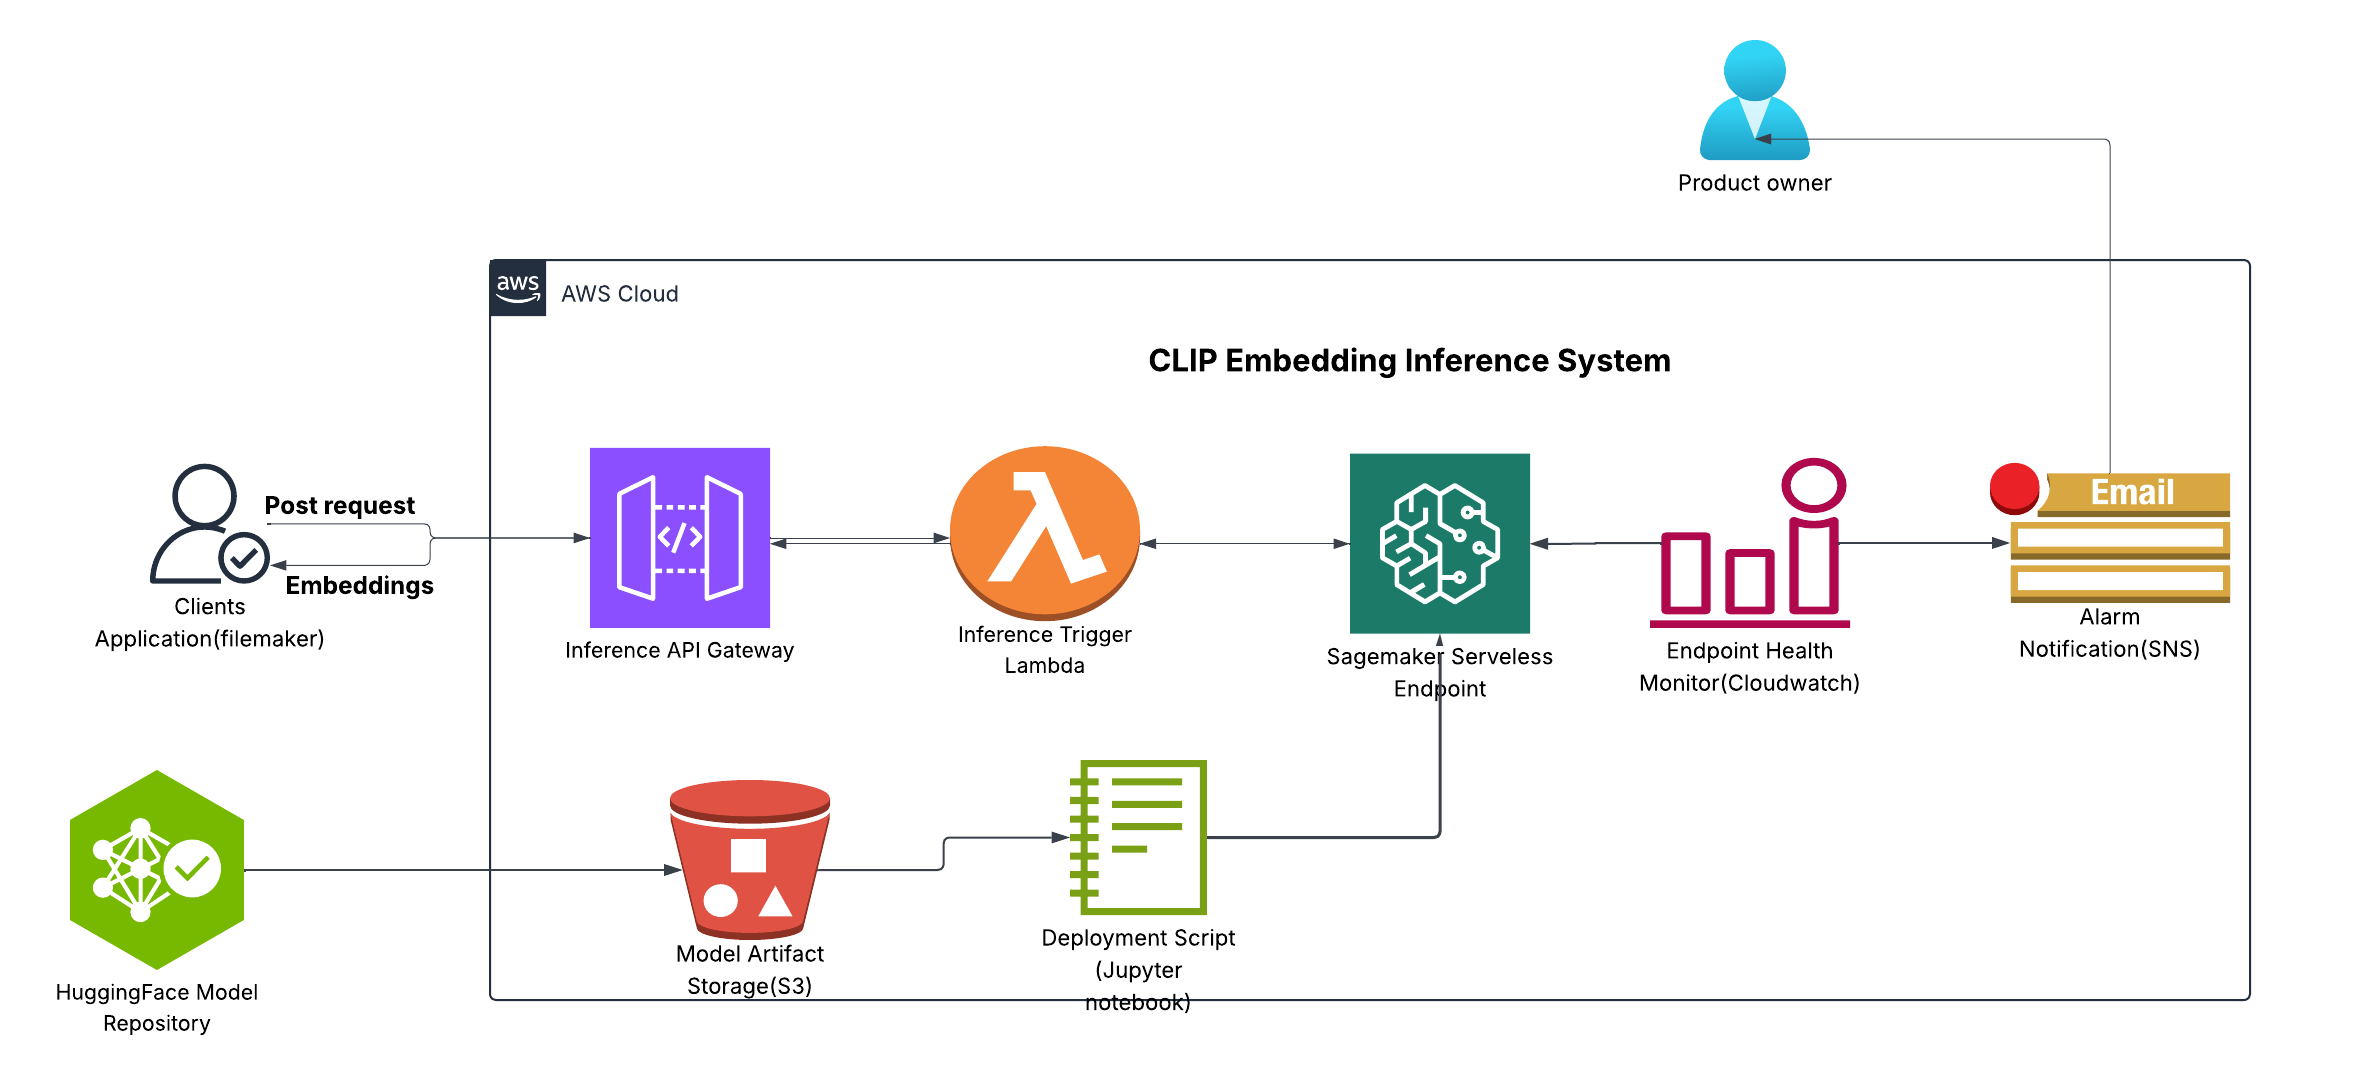 Product owner
aws
AWS Cloud
CLIP Embedding Inference System
Post request
Embeddings
Clients
Application(filemaker)
</>
Inference API Gateway
Inference Trigger
Lambda
Sagemaker Serveless
Endpoint
Endpoint Health
Monitor(Cloudwatch)
Email
Alarm
Notification(SNS)
HuggingFace Model
Repository
Model Artifact
Storage(S3)
Deployment Script
(Jupyter
notebook)